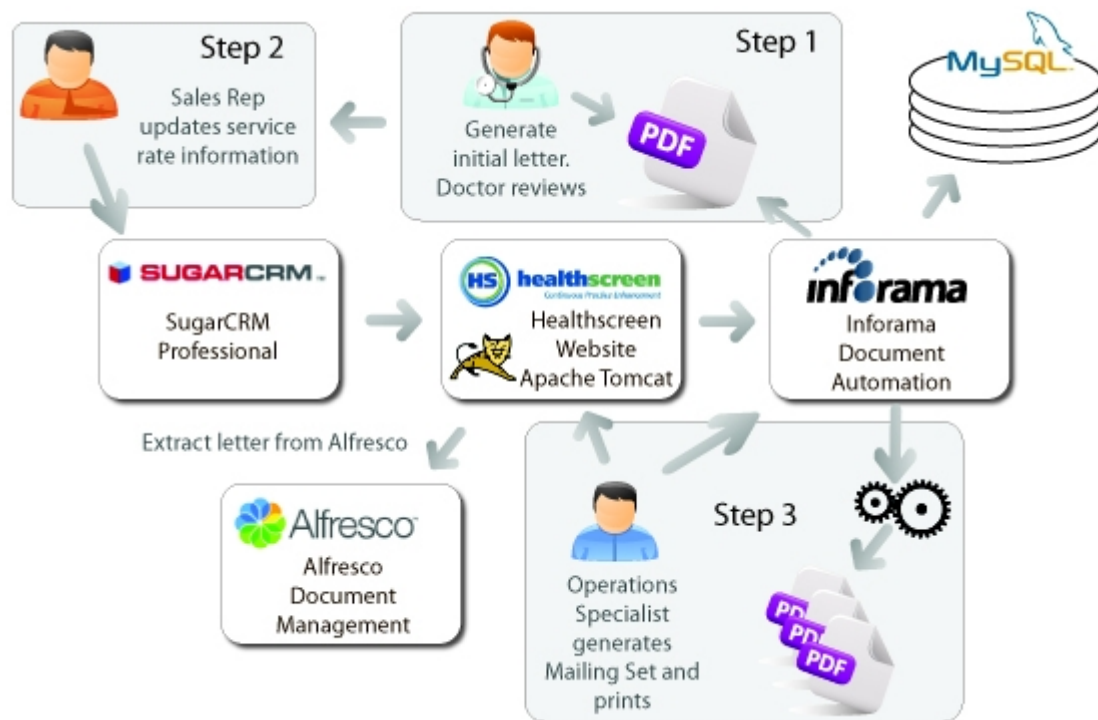 Step 2
Sales Rep
updates service
rate information
Step 1
Generate
initial letter.
Doctor reviews
PDF
MySQL
SUGARCRM
SugarCRM
Professional
HS healthscreen
Continuous Practice Enhancement
Healthscreen
Website
Apache Tomcat
inforama
Inforama
Document
Automation
Extract letter from Alfresco
Alfresco
Alfresco
Document
Management
Step 3
Operations
Specialist
generates
Mailing Set and
prints
PDF
PDF
PDF